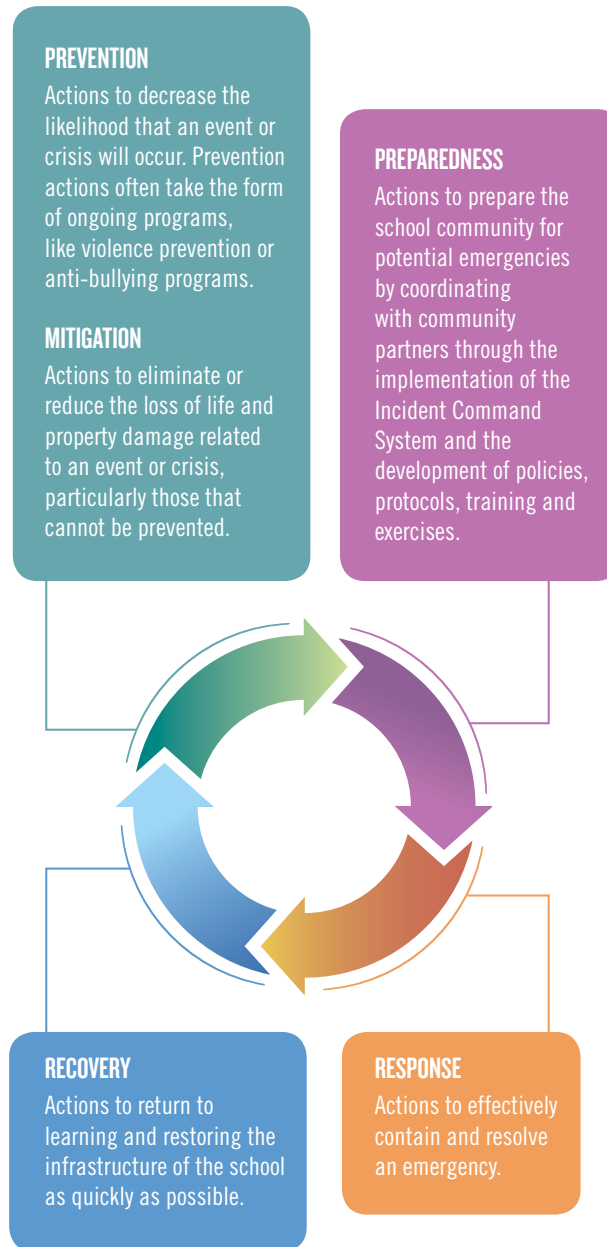 PREVENTION
Actions to decrease the
likelihood that an event or
crisis will occur. Prevention
actions often take the form
of ongoing programs,
like violence prevention or
anti-bullying programs.
MITIGATION
Actions to eliminate or
reduce the loss of life and
property damage related
to an event or crisis,
particularly those that
cannot be prevented.
PREPAREDNESS
Actions to prepare the
school community for
potential emergencies
by coordinating
with community
partners through the
implementation of the
Incident Command
System and the
development of policies,
protocols, training and
exercises.
RECOVERY
Actions to return to
learning and restoring the
infrastructure of the school
as quickly as possible.
RESPONSE
Actions to effectively
contain and resolve
an emergency.